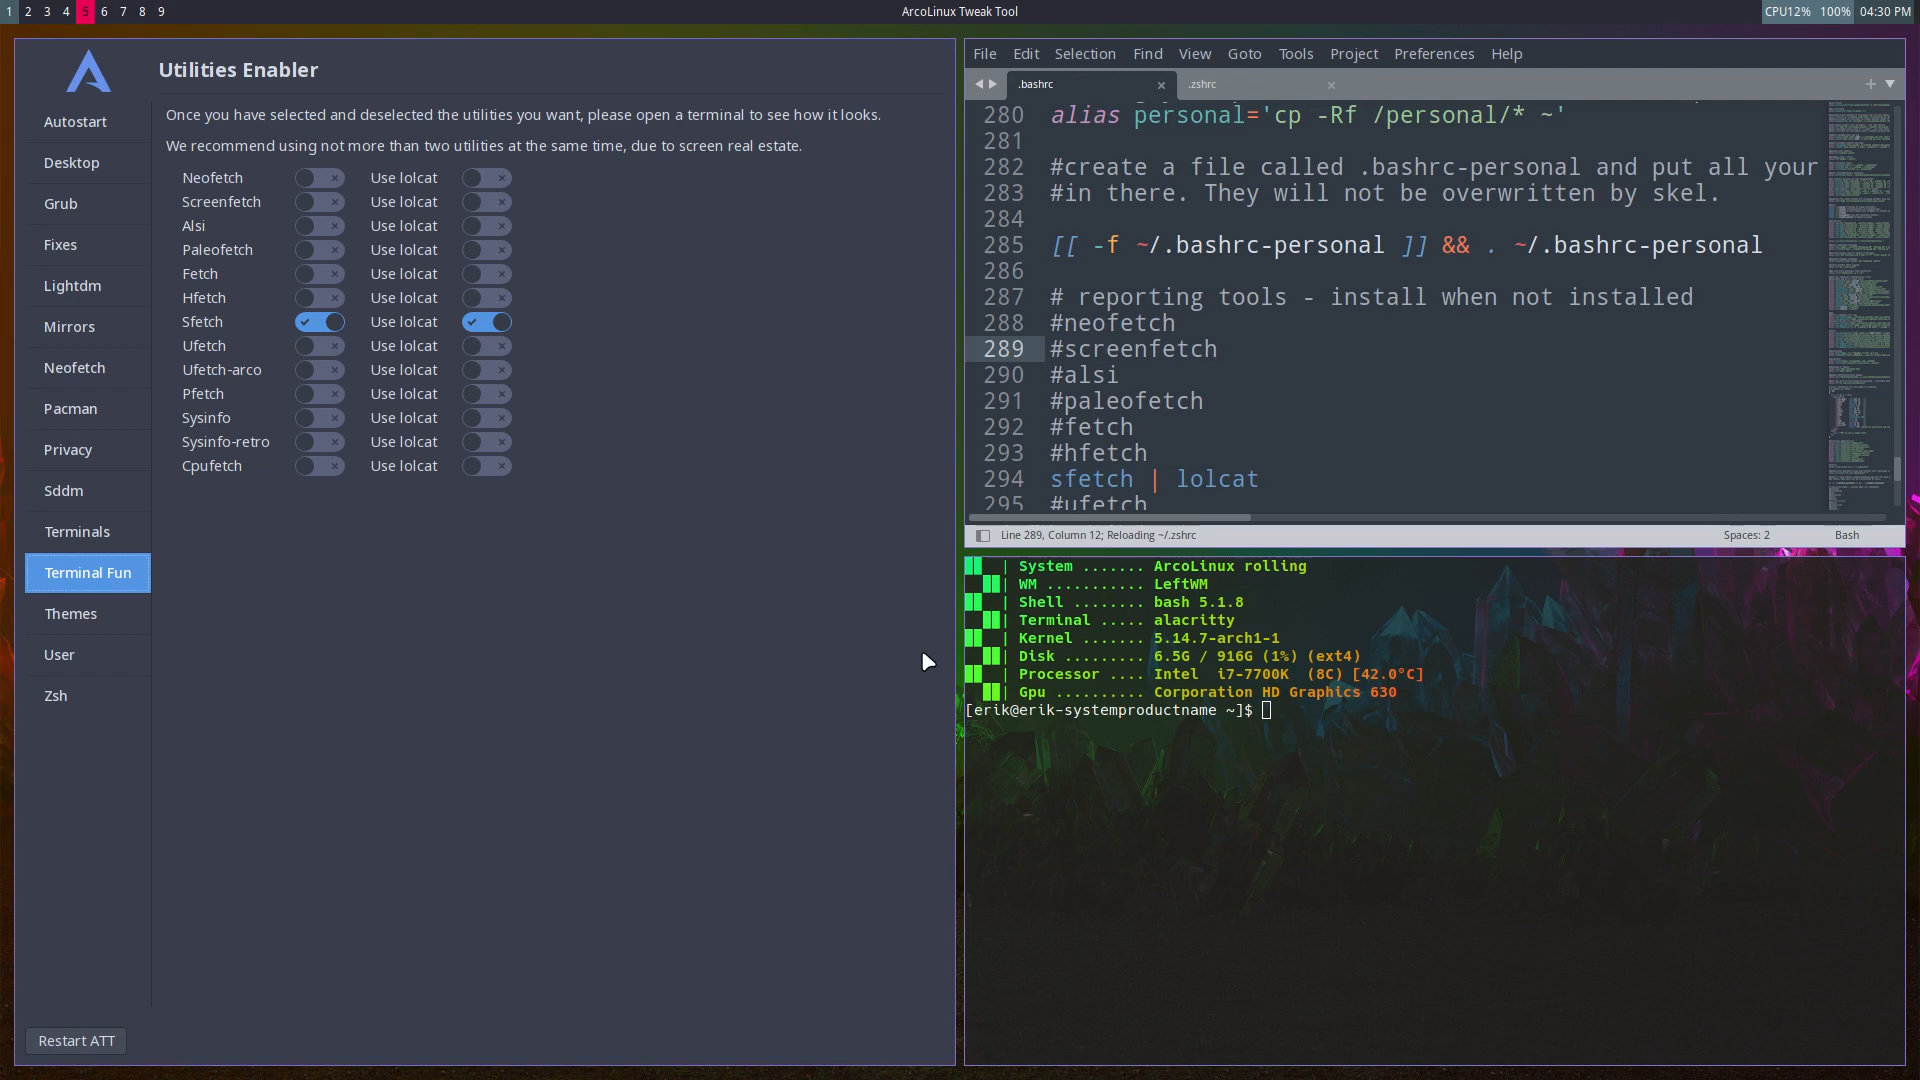 1 2 3 4 5 6 7 8 9
ArcoLinux Tweak Tool
CPU12% 100% 04:30 PM
Utilities Enabler
Autostart
Desktop
Grub
Fixes
Lightdm
Mirrors
Neofetch
Pacman
Privacy
Sddm
Terminals
Terminal Fun
Themes
User
Zsh
Restart ATT
Once you have selected and deselected the utilities you want, please open a terminal to see how it looks.
We recommend using not more than two utilities at the same time, due to screen real estate.
Neofetch Use lolcat
Screenfetch Use lolcat
Alsi Use lolcat
Paleofetch Use lolcat
Fetch Use lolcat
Hfetch Use lolcat
Sfetch Use lolcat
Ufetch Use lolcat
Ufetch-arco Use lolcat
Pfetch Use lolcat
Sysinfo Use lolcat
Sysinfo-retro Use lolcat
Cpufetch Use lolcat
File Edit Selection Find View Goto Tools Project Preferences Help
.bashrc .zshrc
280 alias personal='cp -Rf /personal/* ~'
281
282 #create a file called .bashrc-personal and put all your
283 #in there. They will not be overwritten by skel.
284
285 [[ -f ~/.bashrc-personal ]] && . ~/.bashrc-personal
286
287 # reporting tools - install when not installed
288 #neofetch
289 #screenfetch
290 #alsi
291 #paleofetch
292 #fetch
293 #hfetch
294 sfetch | lolcat
295 #ufetch
Line 289, Column 12; Reloading ~/.zshrc Spaces: 2 Bash
| System ....... ArcoLinux rolling
| WM ........... LeftWM
| Shell ........ bash 5.1.8
| Terminal ..... alacritty
| Kernel ....... 5.14.7-arch1-1
| Disk ......... 6.5G / 916G (1%) (ext4)
| Processor .... Intel  i7-7700K  (8C) [42.0°C]
| Gpu .......... Corporation HD Graphics 630
[erik@erik-systemproductname ~]$